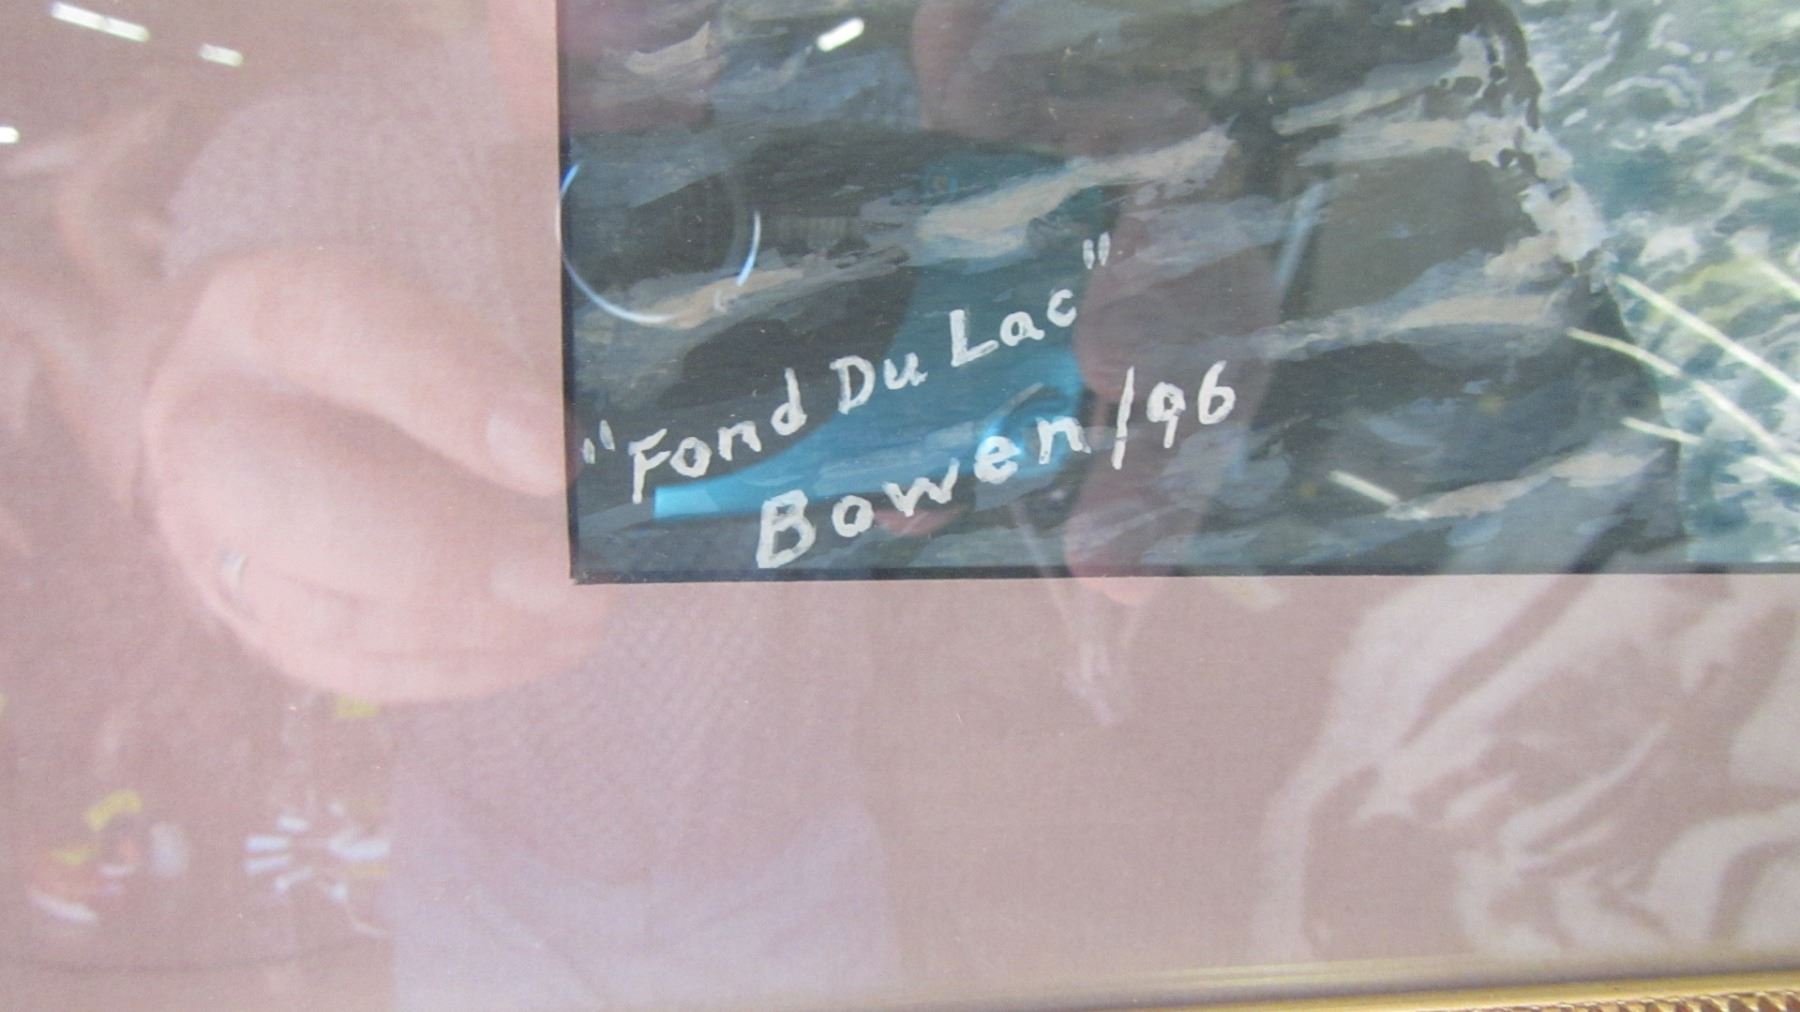 "Fond Du Lac"
Bowen/96